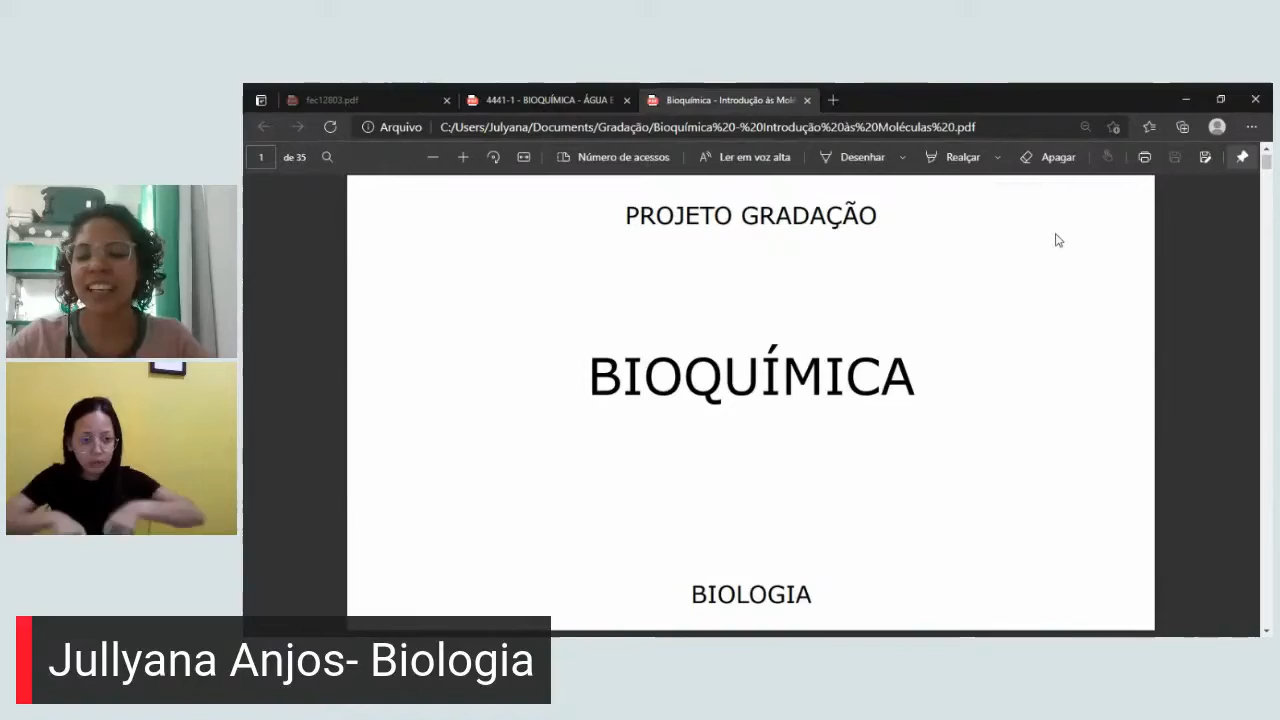 fec12803.pdf
4441-1 - BIOQUÍMICA - ÁGUA E
Bioquímica - Introdução às Molé
Arquivo
C:/Users/Julyana/Documents/Gradação/Bioquímica%20-%20Introdução%20às%20Moléculas%20.pdf
1 de 35
Número de acessos
Ler em voz alta
Desenhar
Realçar
Apagar
PROJETO GRADAÇÃO
BIOQUÍMICA
BIOLOGIA
Jullyana Anjos- Biologia